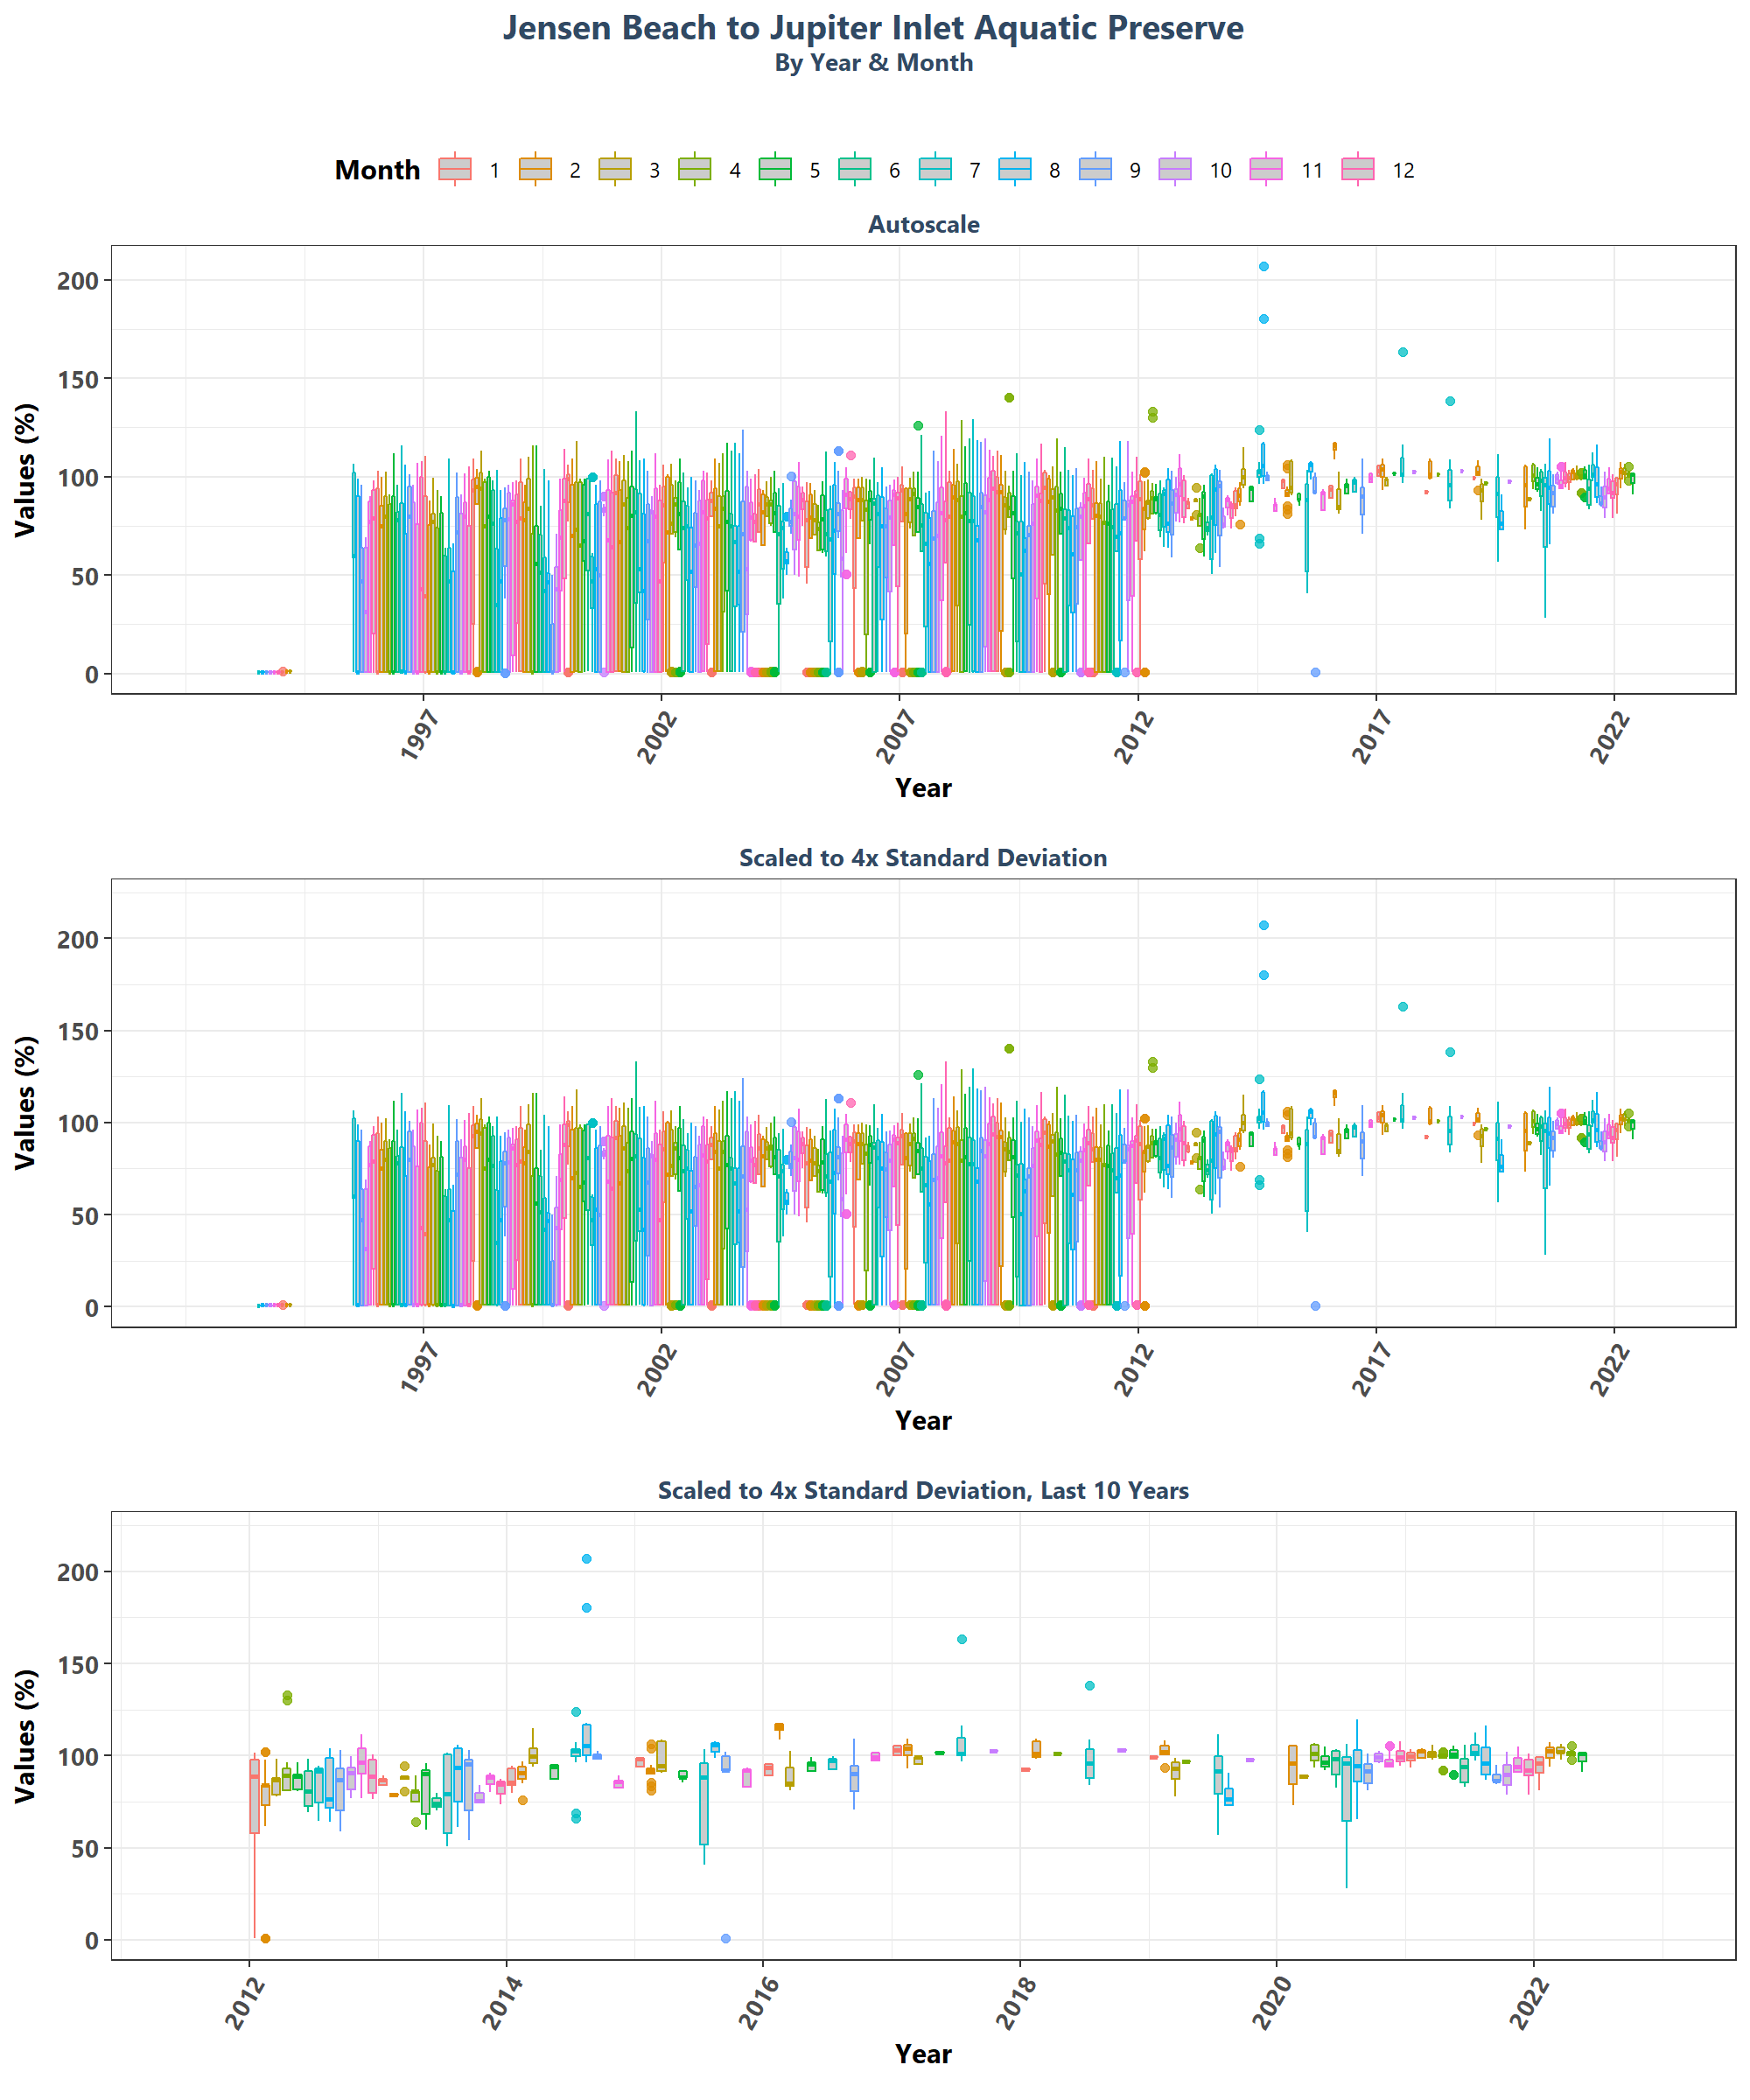 Jensen Beach to Jupiter Inlet Aquatic Preserve
By Year & Month
Month 1 2 3 4 5 6 7 8 9 10 11 12
Autoscale
200
150
100
50
0
Values (%)
1997 2002 2007 2012 2017 2022
Year
Scaled to 4x Standard Deviation
200
150
100
50
0
Values (%)
1997 2002 2007 2012 2017 2022
Year
Scaled to 4x Standard Deviation, Last 10 Years
200
150
100
50
0
Values (%)
2012 2014 2016 2018 2020 2022
Year